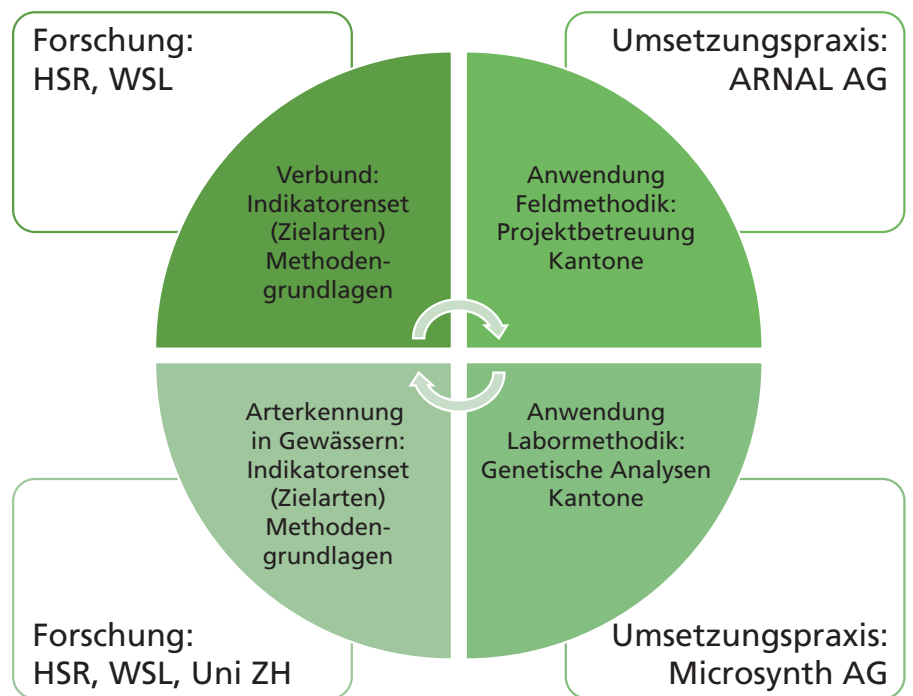 Forschung:
HSR, WSL
Umsetzungspraxis:
ARNAL AG
Verbund:
Indikatorenset
(Zielarten)
Methoden-
grundlagen
Anwendung
Feldmethodik:
Projektbetreuung
Kantone
Arterkennung
in Gewässern:
Indikatorenset
(Zielarten)
Methoden-
grundlagen
Anwendung
Labormethodik:
Genetische Analysen
Kantone
Forschung:
HSR, WSL, Uni ZH
Umsetzungspraxis:
Microsynth AG